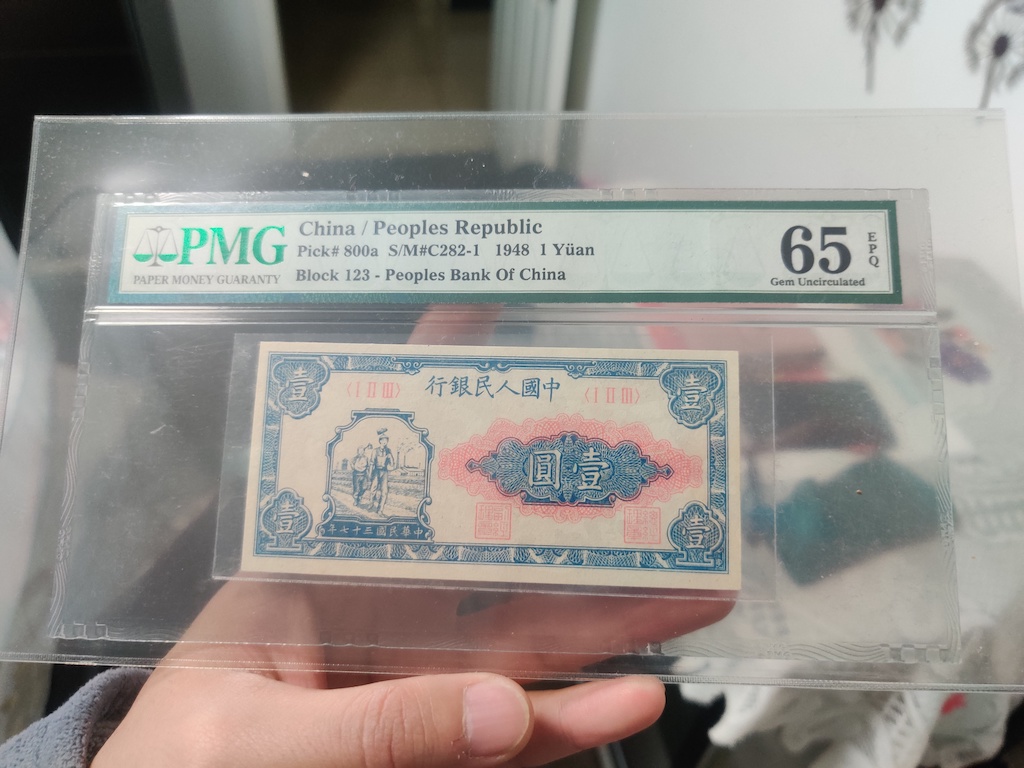 PMG
PAPER MONEY GUARANTY
China / Peoples Republic
Pick# 800a S/M#C282-1 1948 1 Yüan
Block 123 - Peoples Bank Of China
65
EPQ
Gem Uncirculated
壹
壹
〈I II III〉
行銀民人國中
〈I II III〉
圓壹
年七十三國民華中
壹
壹